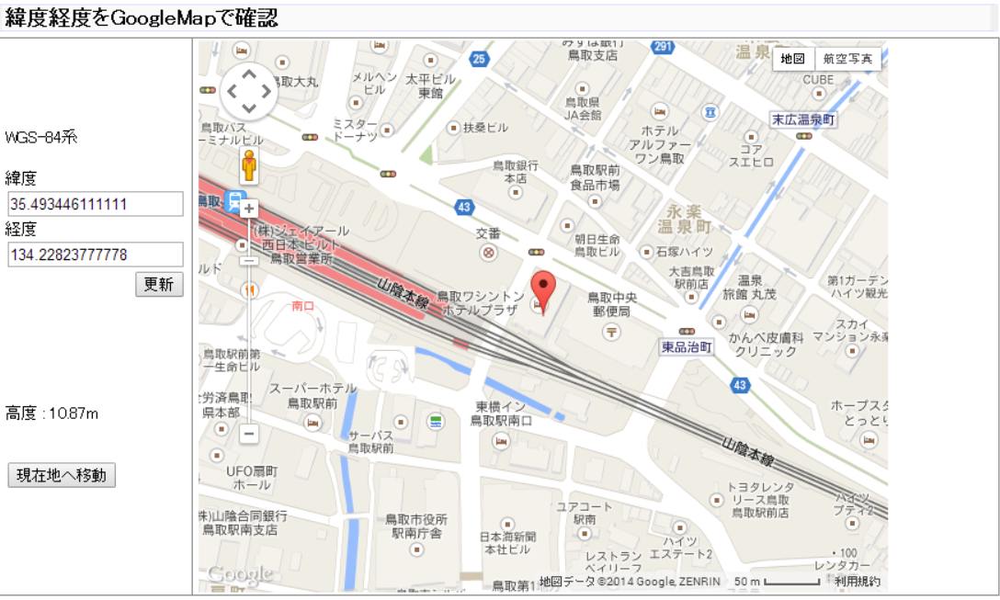 緯度経度をGoogleMapで確認
WGS-84系
緯度
35.493446111111
経度
134.22823777778
更新
高度 : 10.87m
現在地へ移動
地図
航空写真
みずほ銀行
鳥取支店
291
25
CUBE
取大丸
メルヘン
ビル
太平ビル
東館
鳥取県
JA会館
末広温泉町
鳥取バス
ーミナルビル
ミスター
ドーナツ
扶桑ビル
ホテル
アルファー
ワン鳥取
コア
スエヒロ
鳥取銀行
本店
鳥取駅前
食品市場
鳥取
43
永楽
温泉町
交番
朝日生命
鳥取ビル
石塚ハイツ
(株)ジェイアール
西日本ビルト
鳥取営業所
ルド
大吉鳥取
駅前店
温泉
旅館 丸茂
第1ガーデン
ハイツ観光
南口
山陰本線
鳥取ワシントン
ホテルプラザ
鳥取中央
郵便局
かんべ皮膚科
クリニック
スカイ
マンション永楽
東品治町
鳥取駅前第
一生命ビル
43
スーパーホテル
鳥取駅前
労済鳥取
県本部
東横イン
鳥取駅南口
ホープスタ
とっとり
サーバス
鳥取駅前
山陰本線
UFO扇町
ホール
トヨタレンタ
リース鳥取
鳥取駅前店
ハイツ
プティ2
株)山陰合同銀行
鳥取駅南支店
鳥取市役所
駅南庁舎
日本海新聞
本社ビル
ユアコート
駅南
ハイツ
エステート2
レストラン
ベイリーフ
・100
レンタカー
Google
鳥取第1
地図データ ©2014 Google, ZENRIN
50 m
利用規約